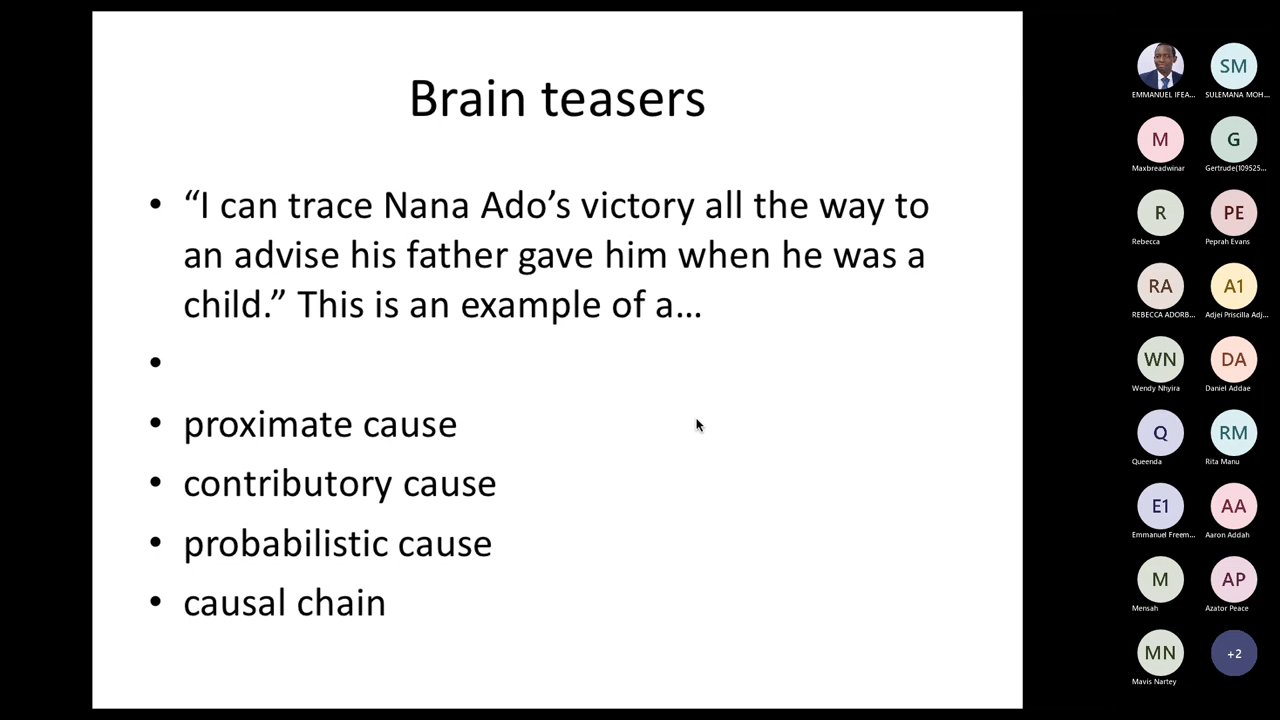 Brain teasers
• “I can trace Nana Ado’s victory all the way to
an advise his father gave him when he was a
child.” This is an example of a…
•
• proximate cause
• contributory cause
• probabilistic cause
• causal chain
EMMANUEL IFEA...
SM
SULEMANA MOH...
M
Maxbreadwinar
G
Gertrude(109525...
R
Rebecca
PE
Peprah Evans
RA
REBECCA ADORB...
A1
Adjei Priscilla Adj...
WN
Wendy Nhyira
DA
Daniel Addae
Q
Queenda
RM
Rita Manu
E1
Emmanuel Freem...
AA
Aaron Addah
M
Mensah
AP
Azator Peace
MN
Mavis Nartey
+2